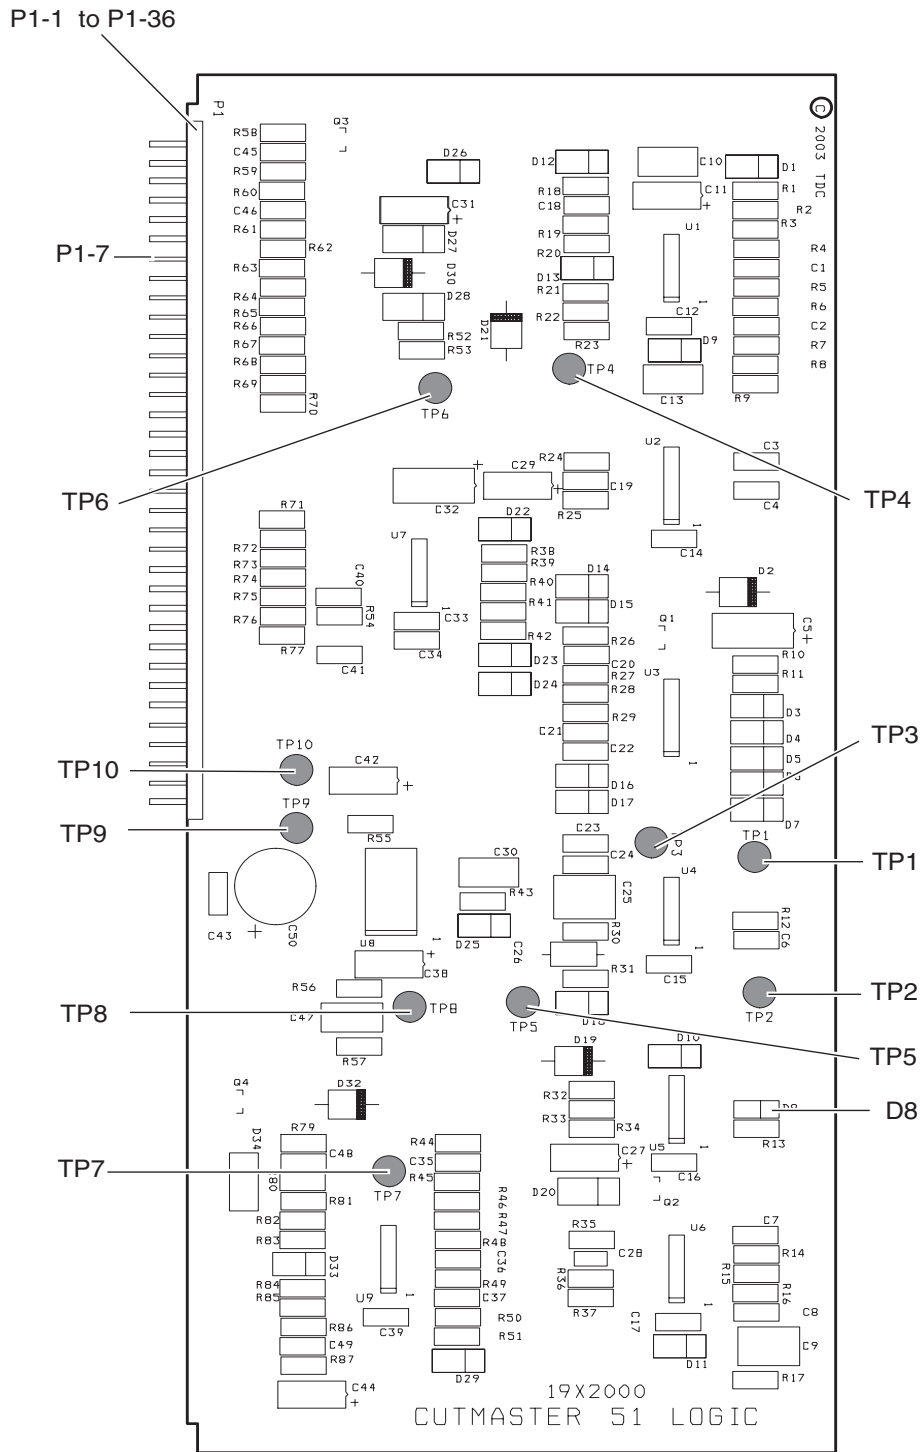 P1-1 to P1-36
P1
Q3
© 2003 TDC
R58
C45
R59
R60
C46
R61
R62
R63
R64
R65
R66
R67
R68
R69
R70
P1-7
D26
C31
+
D27
D30
D28
R52
R53
D21
TP6
D12
R18
C18
R19
R20
D13
R21
R22
R23
TP4
C10
C11
+
U1
1
C12
D9
C13
D1
R1
R2
R3
R4
C1
R5
R6
C2
R7
R8
R9
TP6
TP4
R71
R72
R73
R74
R75
R76
R77
C40
R54
C41
U7
1
C33
C34
+
C32
C29
+
D22
R38
R39
R40
R41
R42
D23
D24
R24
C19
R25
D14
D15
R26
C20
R27
R28
R29
C21
C22
D16
D17
U2
1
C14
Q1
U3
1
C3
C4
D2
C5+
R10
R11
D3
D4
D5
D7
TP3
TP10
TP10
C42
+
TP9
TP9
R55
C43
+
C50
U8
1
+
C38
C30
R43
D25
C26
C23
C24
C25
R30
R31
P3
U4
1
C15
TP1
TP1
R12
C6
TP2
TP2
R56
C47
R57
TP8
TP8
TP5
TP5
D19
D10
D8
R13
Q4
D32
D34
R79
C48
R80
R81
R82
R83
D33
R84
R85
R86
C49
R87
C44
+
TP7
TP7
U9
1
C39
R44
C35
R45
R46
R47
R48
C36
R49
C37
R50
R51
D29
R32
R33
R34
C27
+
D20
R35
C28
R36
R37
U5
1
C16
Q2
U6
1
C17
D11
C7
R14
R15
R16
C8
C9
R17
19X2000
CUTMASTER 51 LOGIC